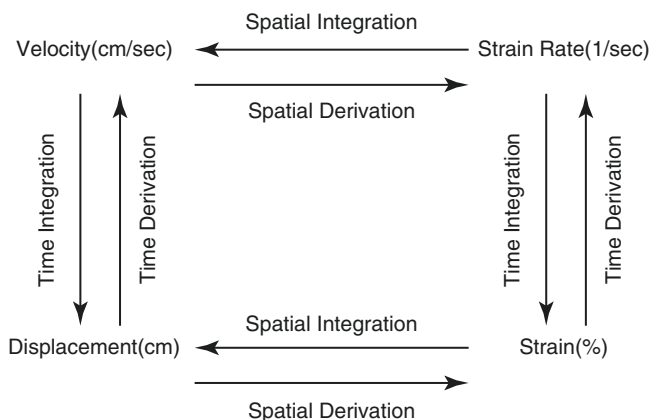 Spatial Integration
Velocity(cm/sec)
Strain Rate(1/sec)
Spatial Derivation
Time Integration
Time Derivation
Time Integration
Time Derivation
Spatial Integration
Displacement(cm)
Strain(%)
Spatial Derivation